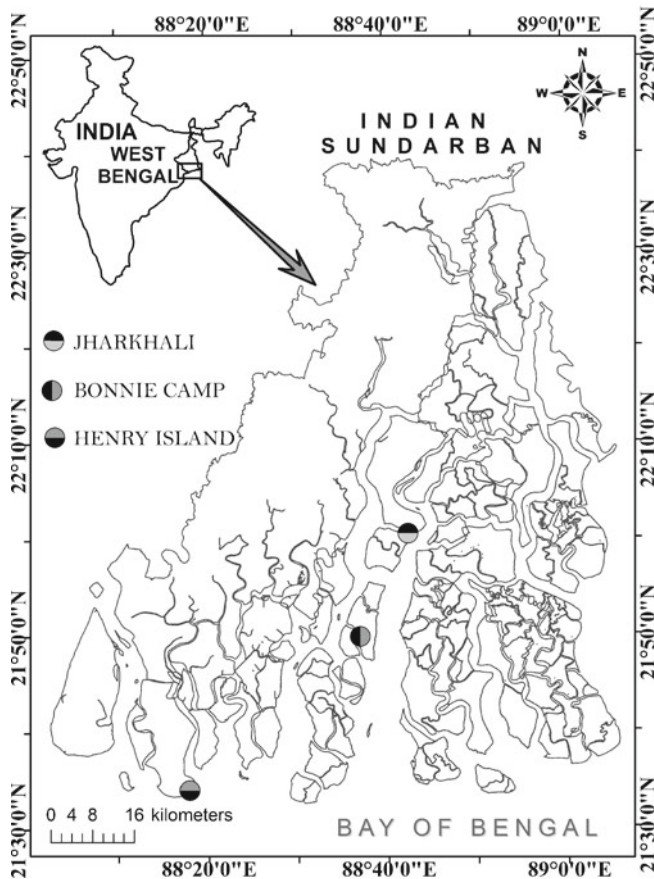 88°20'0"E 88°40'0"E 89°0'0"E
22°50'0"N 22°50'0"N
N
W E
S
INDIA
WEST
BENGAL
INDIAN
SUNDARBAN
22°30'0"N 22°30'0"N
JHARKHALI
BONNIE CAMP
HENRY ISLAND
22°10'0"N 22°10'0"N
21°50'0"N 21°50'0"N
0 4 8 16 kilometers
BAY OF BENGAL
21°30'0"N 21°30'0"N
88°20'0"E 88°40'0"E 89°0'0"E